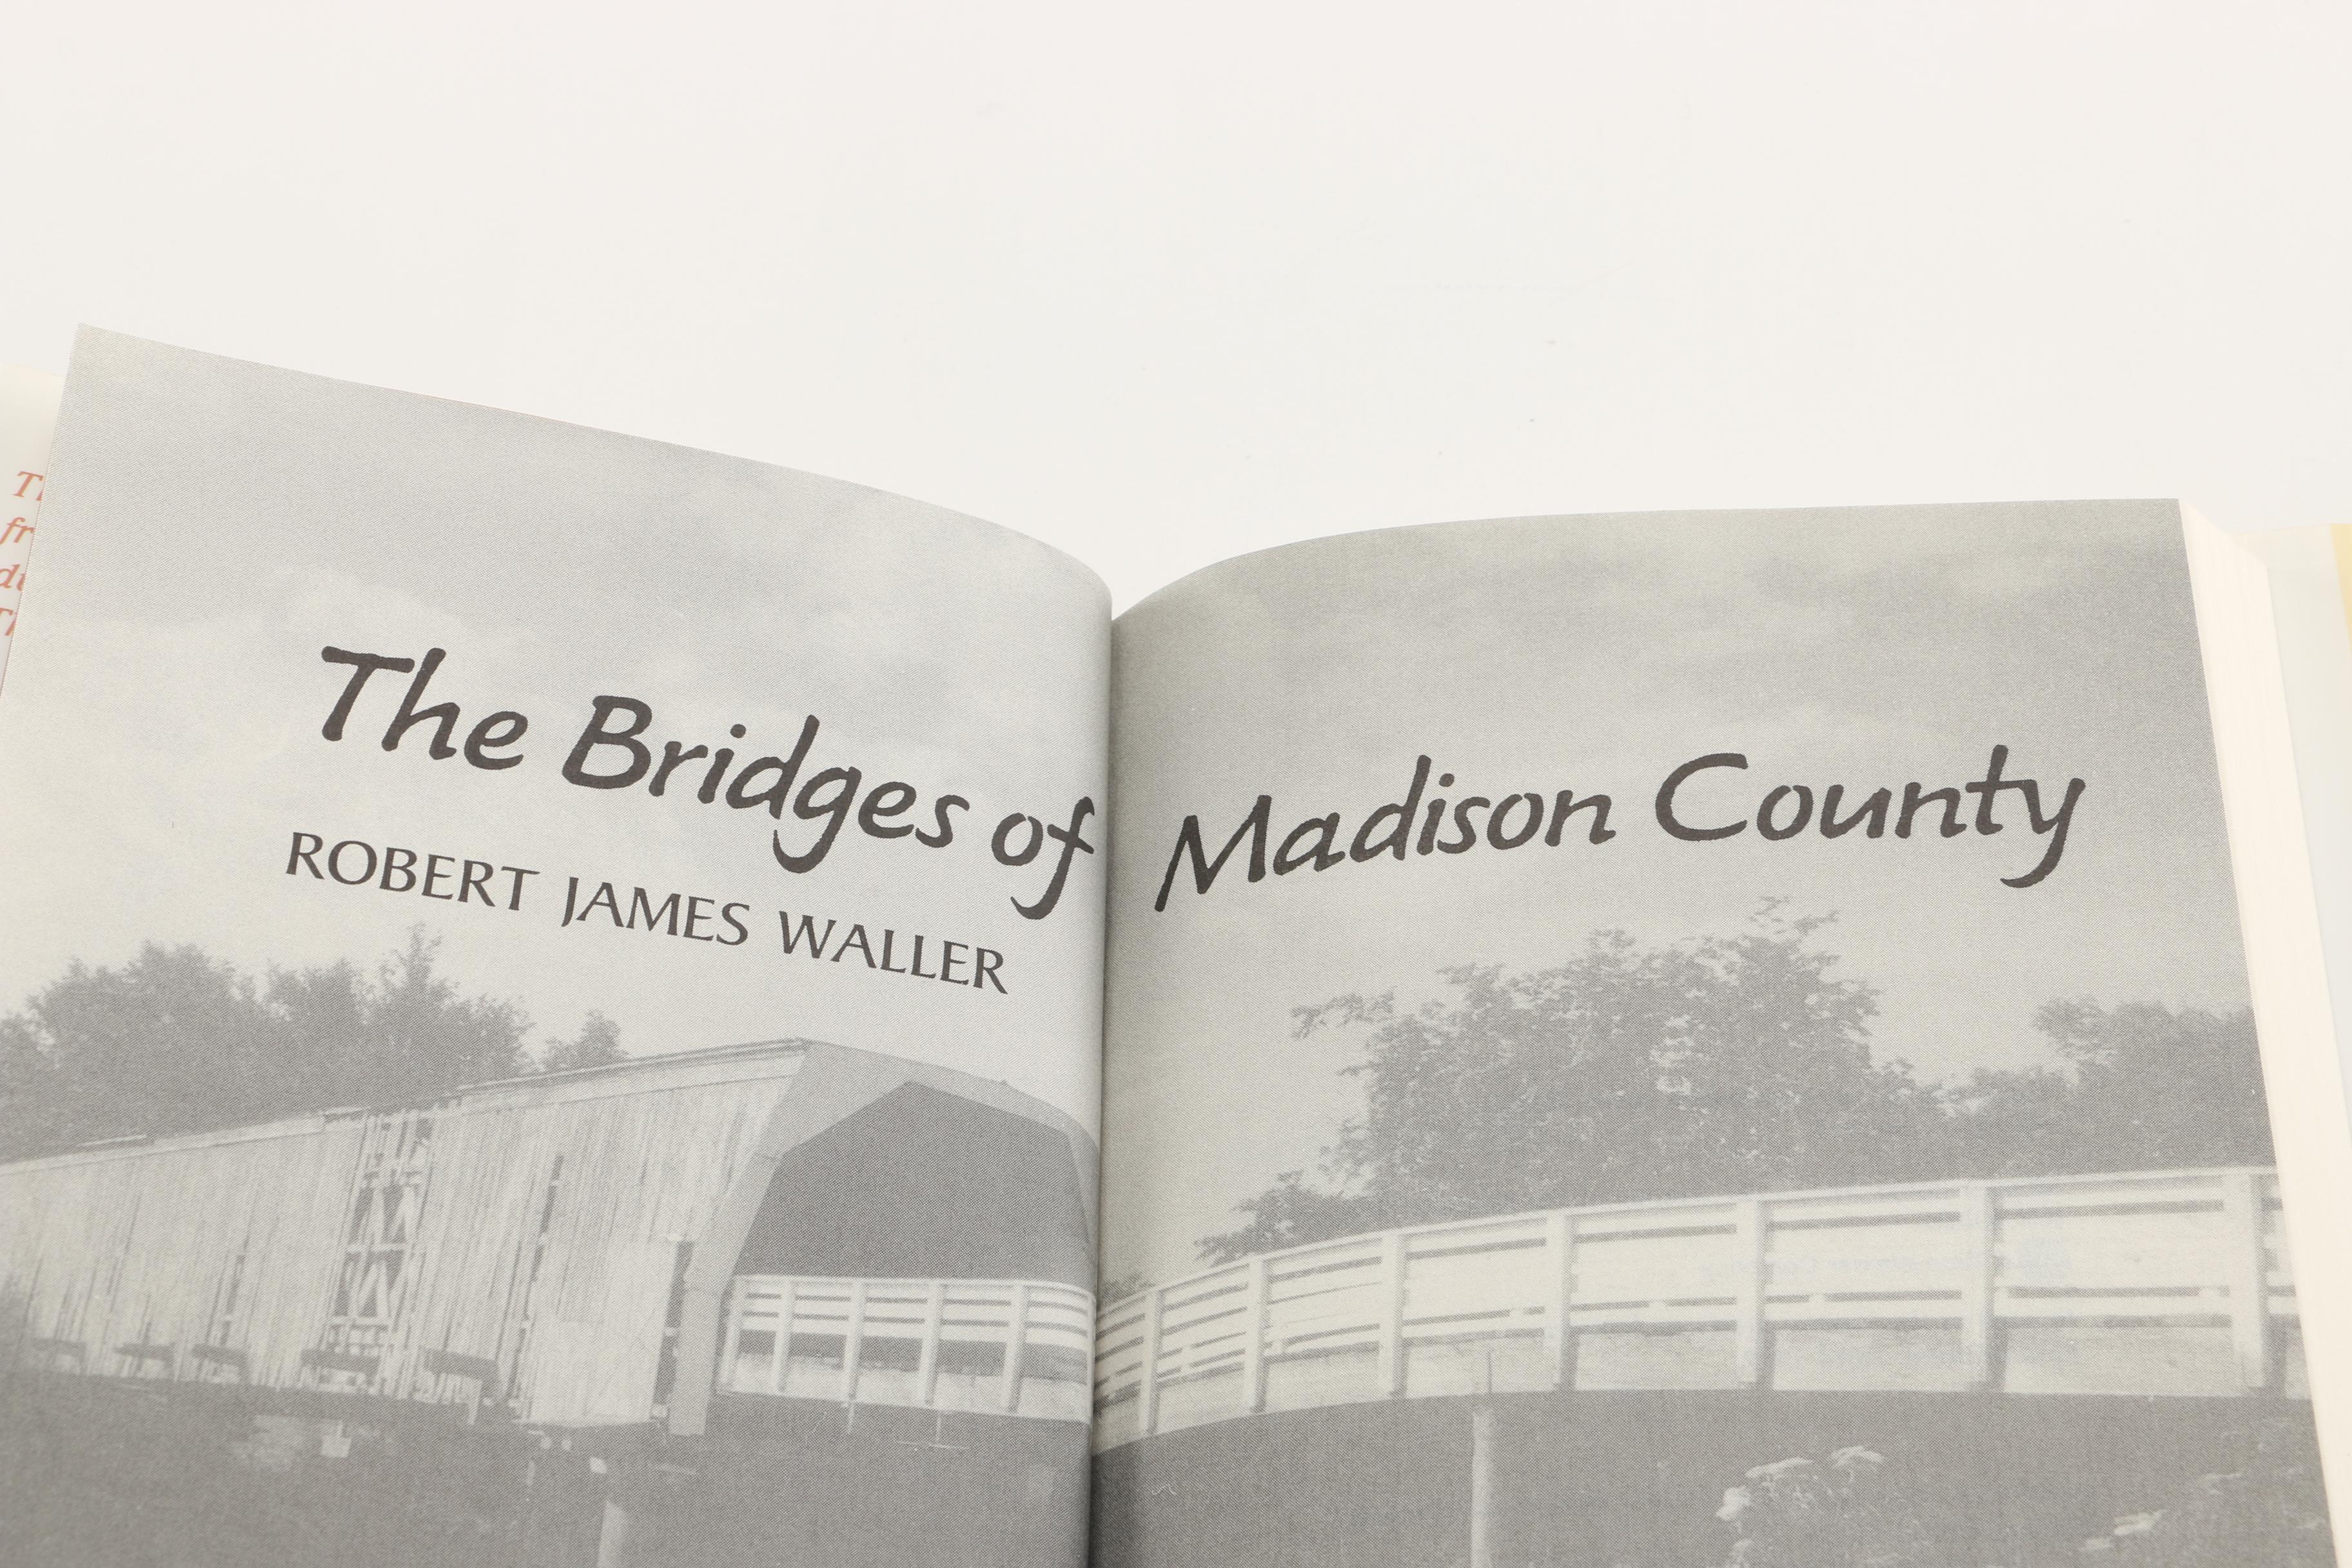 The Bridges of Madison County
ROBERT JAMES WALLER